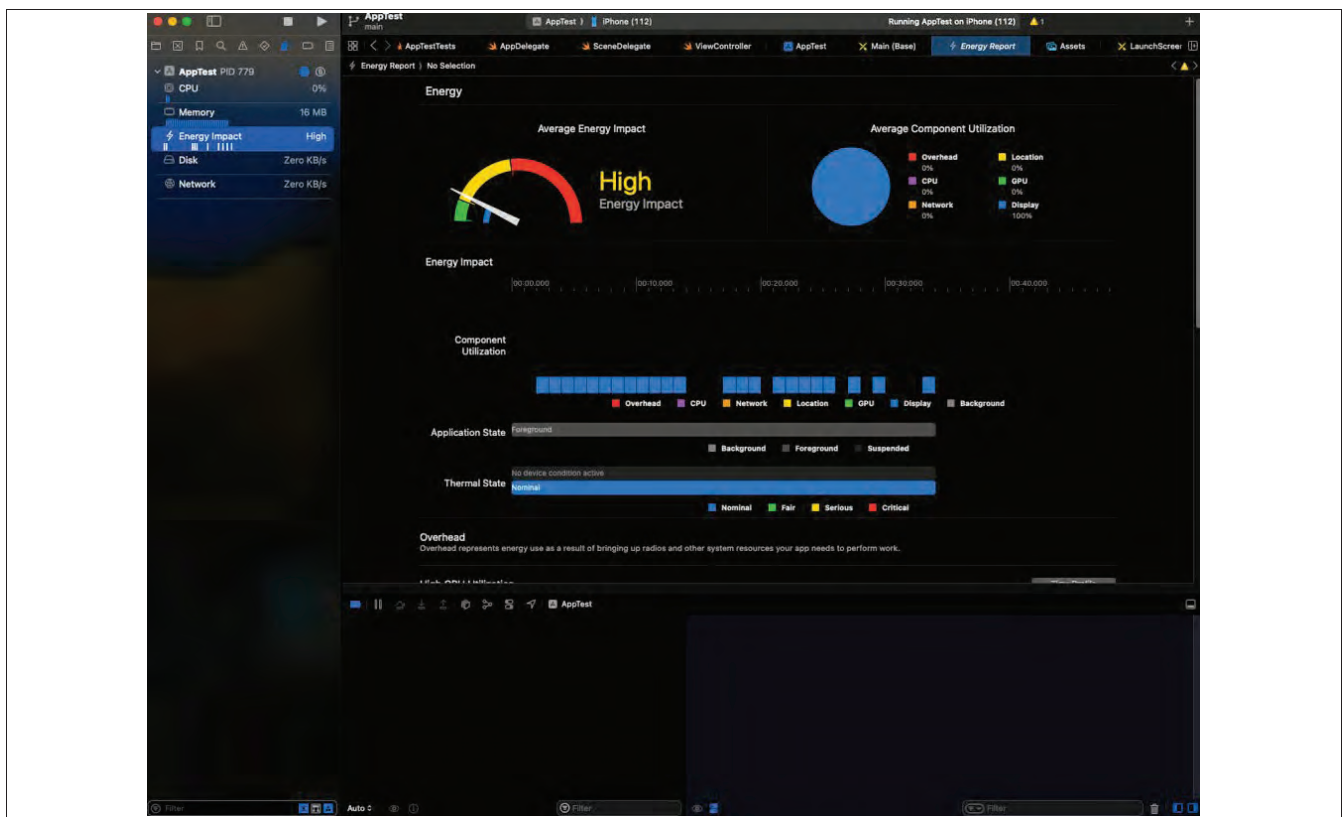 AppTest
main
AppTest
iPhone (112)
Running AppTest on iPhone (112)
1
AppTestTests
AppDelegate
SceneDelegate
ViewController
AppTest
Main (Base)
Energy Report
Assets
LaunchScreer
Energy Report
No Selection
AppTest PID 779
CPU 0%
Memory 16 MB
Energy Impact High
Disk Zero KB/s
Network Zero KB/s
Filter
Energy
Average Energy Impact
High
Energy Impact
Average Component Utilization
Overhead
0%
CPU
0%
Network
0%
Location
0%
GPU
0%
Display
100%
Energy Impact
00:00.000 00:10.000 00:20.000 00:30.000 00:40.000
Component
Utilization
Overhead CPU Network Location GPU Display Background
Application State Foreground
Background Foreground Suspended
No device condition active
Thermal State Nominal
Nominal Fair Serious Critical
Overhead
Overhead represents energy use as a result of bringing up radios and other system resources your app needs to perform work.
AppTest
Auto
Filter
Filter